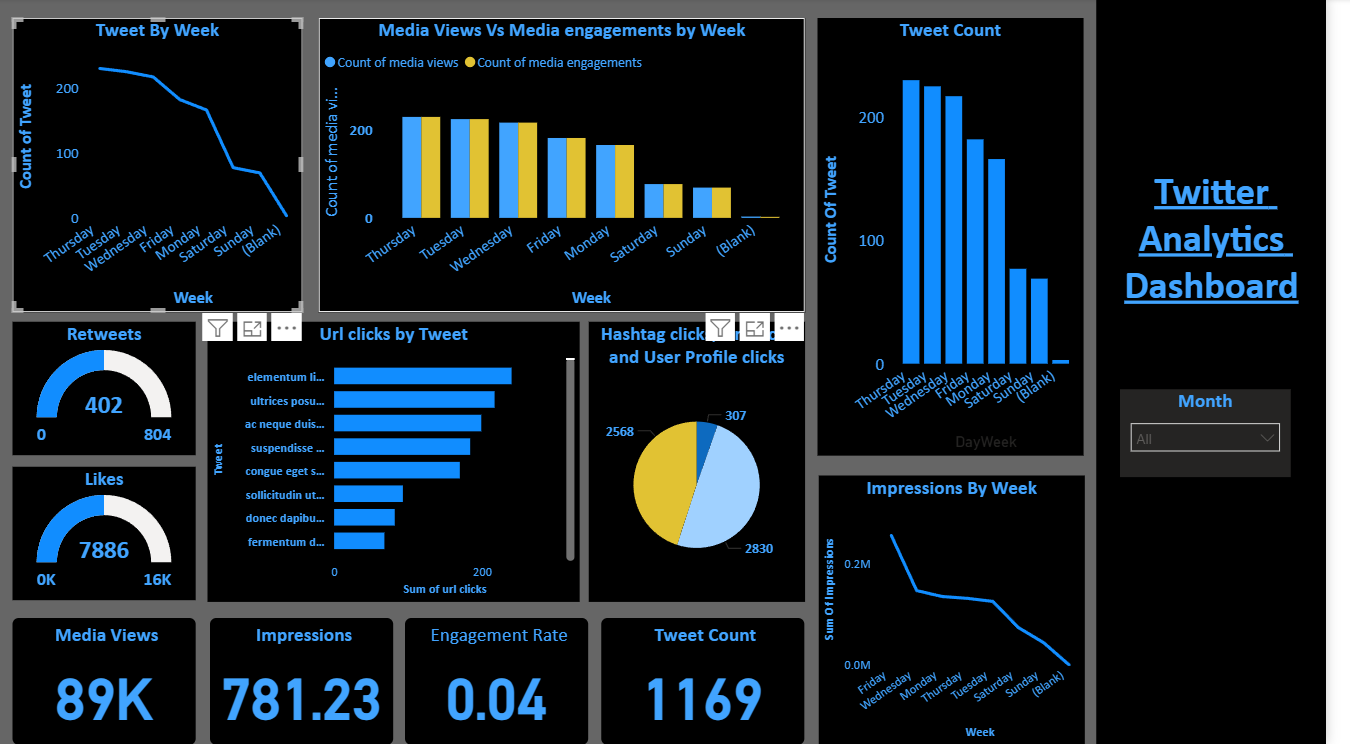 Tweet By Week
Count of Tweet
200
100
0
Thursday
Tuesday
Wednesday
Friday
Monday
Saturday
Sunday
(Blank)
Week
Media Views Vs Media engagements by Week
Count of media views
Count of media engagements
Count of media vi...
200
0
Thursday
Tuesday
Wednesday
Friday
Monday
Saturday
Sunday
(Blank)
Week
Tweet Count
Count Of Tweet
200
100
0
Thursday
Tuesday
Wednesday
Friday
Monday
Saturday
Sunday
(Blank)
DayWeek
Twitter
Analytics
Dashboard
Month
All
Retweets
402
0
804
Likes
7886
0K
16K
Url clicks by Tweet
Tweet
elementum li...
ultrices posu...
ac neque duis...
suspendisse ...
congue eget s...
sollicitudin ut...
donec dapibu...
fermentum d...
0
200
Sum of url clicks
Hashtag click
and User Profile clicks
307
2568
2830
Impressions By Week
Sum Of Impressions
0.2M
0.0M
Friday
Wednesday
Monday
Thursday
Tuesday
Saturday
Sunday
(Blank)
Week
Media Views
89K
Impressions
781.23
Engagement Rate
0.04
Tweet Count
1169